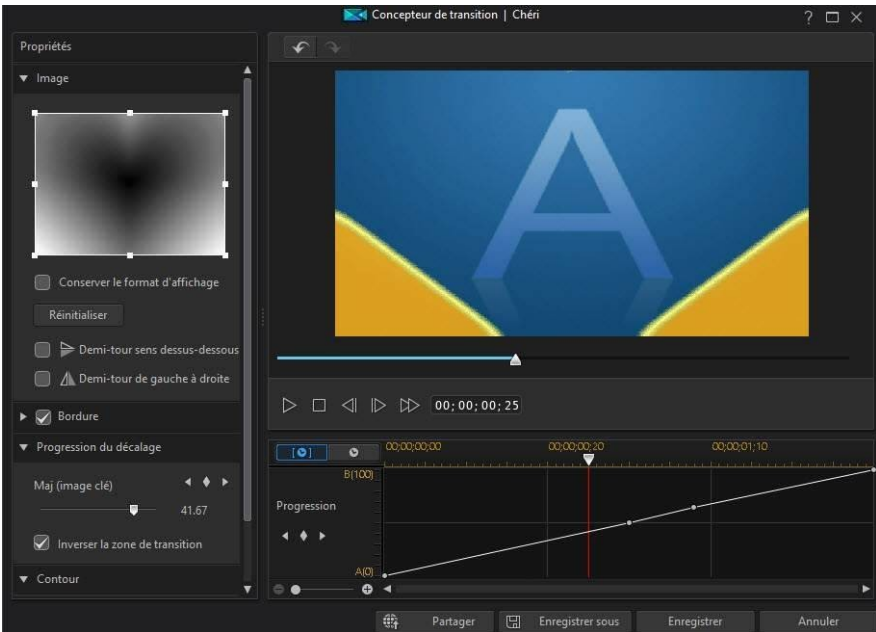 Concepteur de transition | Chéri
?
Propriétés
Image
Conserver le format d'affichage
Réinitialiser
Demi-tour sens dessus-dessous
Demi-tour de gauche à droite
Bordure
Progression du décalage
Maj (image clé)
41.67
Inverser la zone de transition
Contour
A
00; 00; 00; 25
00;00;00;00 00;00;00;20 00;00;01;10
B(100)
Progression
A(0)
Partager Enregistrer sous Enregistrer Annuler